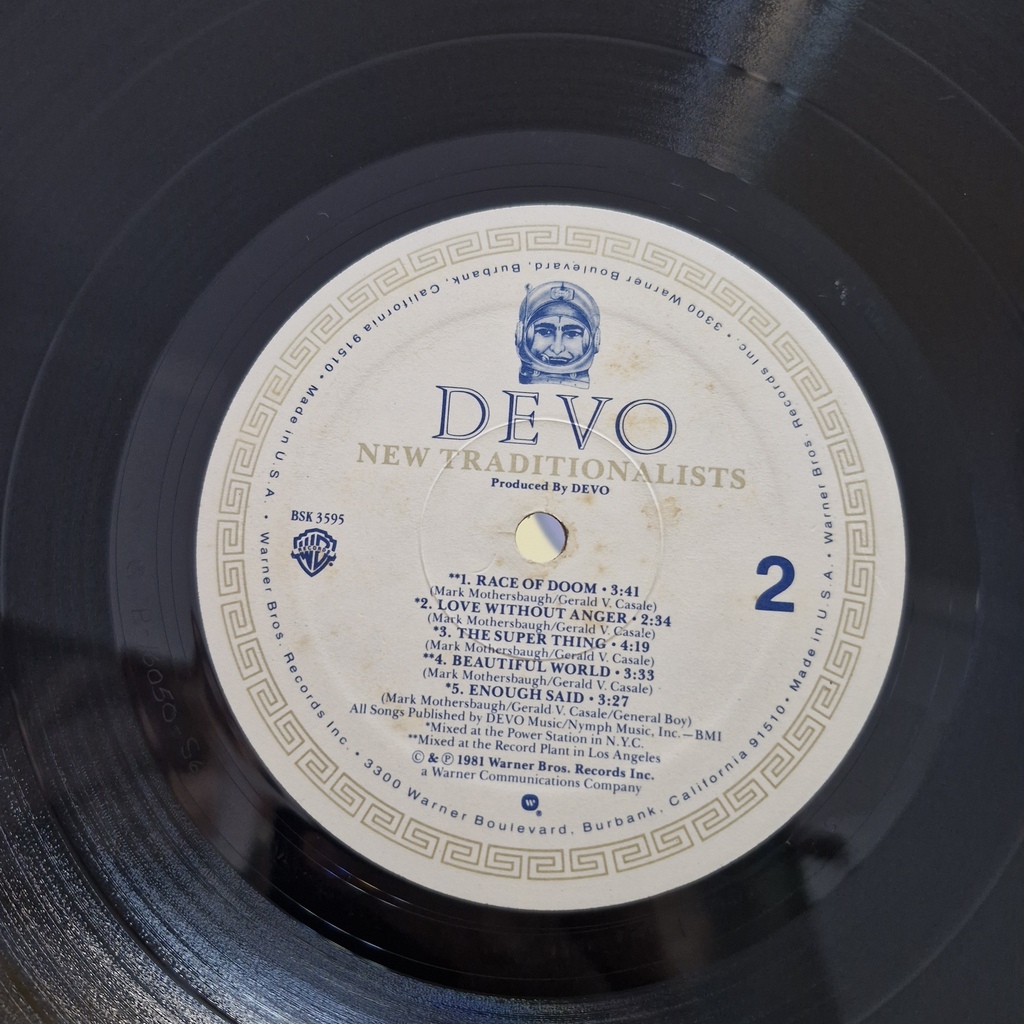 DEVO
NEW TRADITIONALISTS
Produced By DEVO
BSK 3595
RECORDS
2
**1. RACE OF DOOM • 3:41
(Mark Mothersbaugh/Gerald V. Casale)
*2. LOVE WITHOUT ANGER • 2:34
(Mark Mothersbaugh/Gerald V. Casale)
*3. THE SUPER THING • 4:19
(Mark Mothersbaugh/Gerald V. Casale)
**4. BEAUTIFUL WORLD • 3:33
(Mark Mothersbaugh/Gerald V. Casale)
*5. ENOUGH SAID • 3:27
(Mark Mothersbaugh/Gerald V. Casale/General Boy)
All Songs Published by DEVO Music/Nymph Music, Inc.—BMI
*Mixed at the Power Station in N.Y.C.
**Mixed at the Record Plant in Los Angeles
© & ℗ 1981 Warner Bros. Records Inc.
a Warner Communications Company
Warner Bros. Records Inc. • 3300 Warner Boulevard, Burbank, California 91510 • Made in U.S.A. • Warner Bros. Records Inc. • 3300 Warner Boulevard, Burbank, California 91510 • Made in U.S.A. •